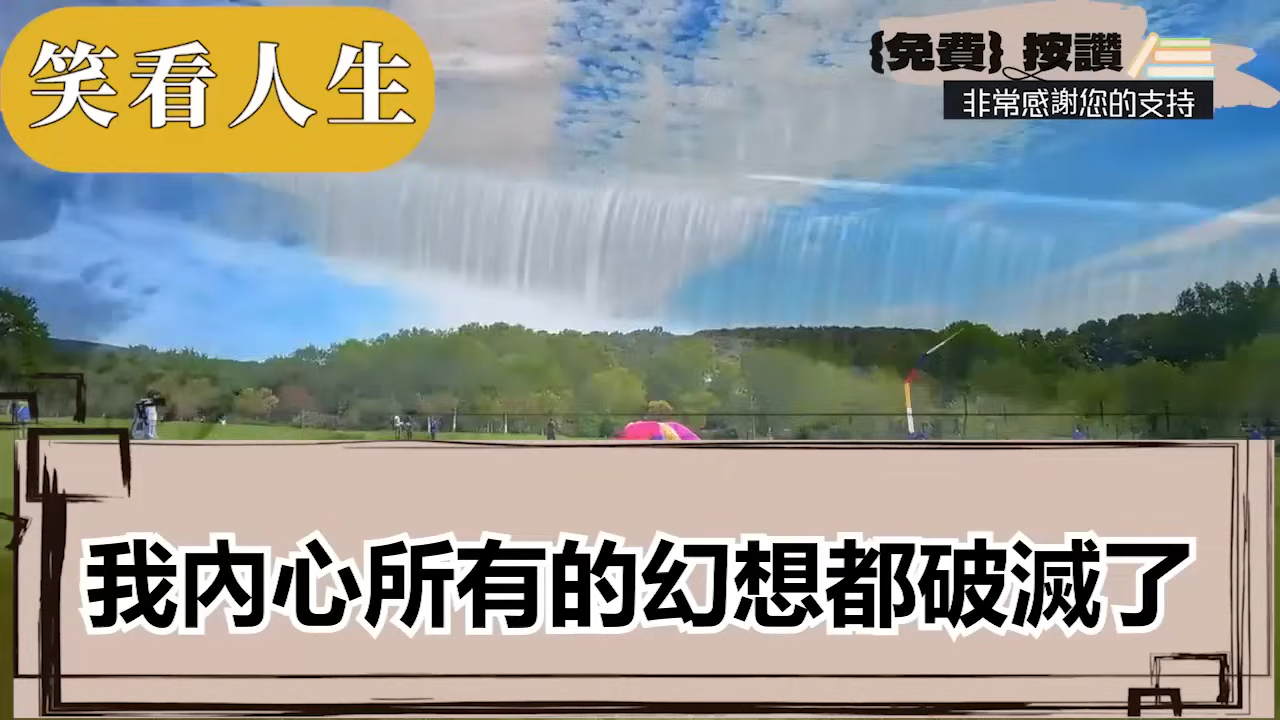 笑看人生
{免費} 按讚
非常感謝您的支持
我內心所有的幻想都破滅了